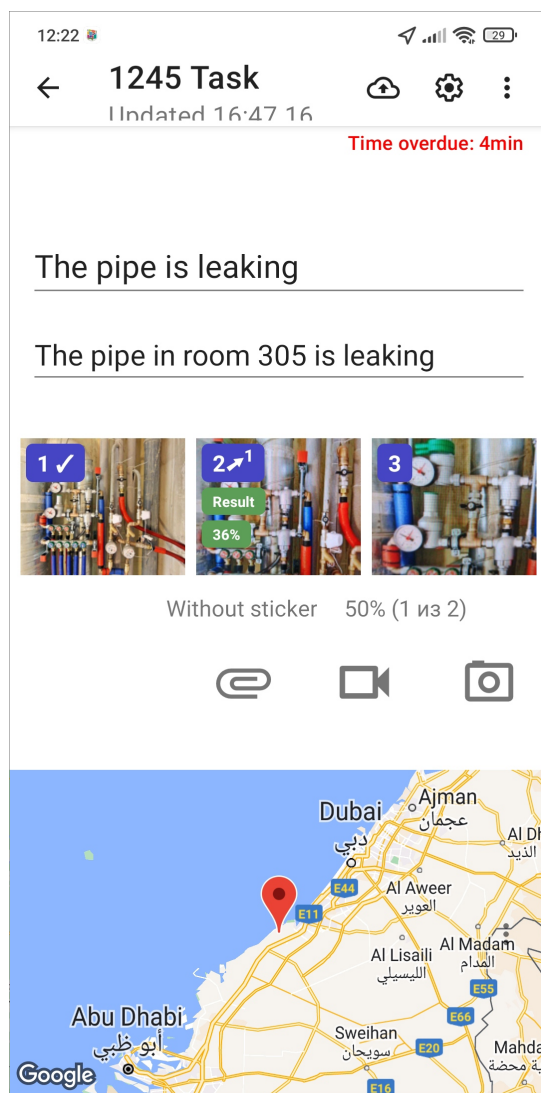 12:22
29
1245 Task
Updated 16:47 16
Time overdue: 4min
The pipe is leaking
The pipe in room 305 is leaking
1 ✓
2↗1
3
Result
36%
Without sticker 50% (1 из 2)
Ajman
عجمان
Dubai
دبي
Al Dh
الذيد
E44
Al Aweer
العوير
E11
Al Madam
المدام
Al Lisaili
الليسيلي
E55
Abu Dhabi
أبو ظبي
E66
Sweihan
سويحان
E20
Mahda
ة محضة
Google
E16